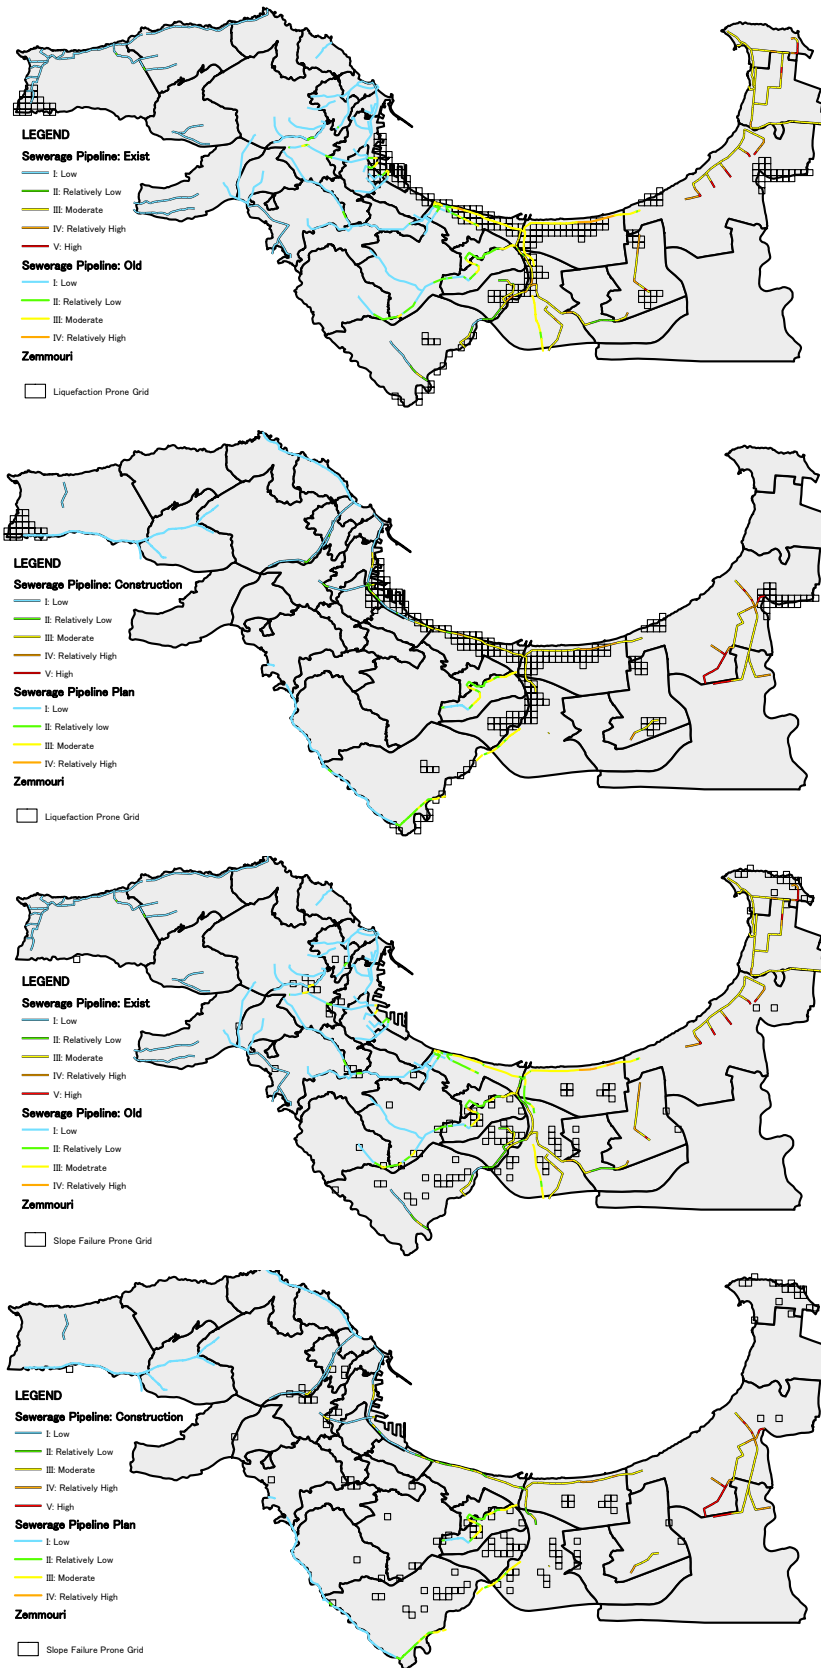 LEGEND
Sewerage Pipeline: Exist
I: Low
II: Relatively Low
III: Moderate
IV: Relatively High
V: High
Sewerage Pipeline: Old
I: Low
II: Relatively Low
III: Moderate
IV: Relatively High
Zemmouri
Liquefaction Prone Grid
LEGEND
Sewerage Pipeline: Construction
I: Low
II: Relatively Low
III: Moderate
IV: Relatively High
V: High
Sewerage Pipeline Plan
I: Low
II: Relatively low
III: Moderate
IV: Relatively High
Zemmouri
Liquefaction Prone Grid
LEGEND
Sewerage Pipeline: Exist
I: Low
II: Relatively Low
III: Moderate
IV: Relatively High
V: High
Sewerage Pipeline: Old
I: Low
II: Relatively Low
III: Modetrate
IV: Relatively High
Zemmouri
Slope Failure Prone Grid
LEGEND
Sewerage Pipeline: Construction
I: Low
II: Relatively Low
III: Moderate
IV: Relatively High
V: High
Sewerage Pipeline Plan
I: Low
II: Relatively Low
III: Moderate
IV: Relatively High
Zemmouri
Slope Failure Prone Grid